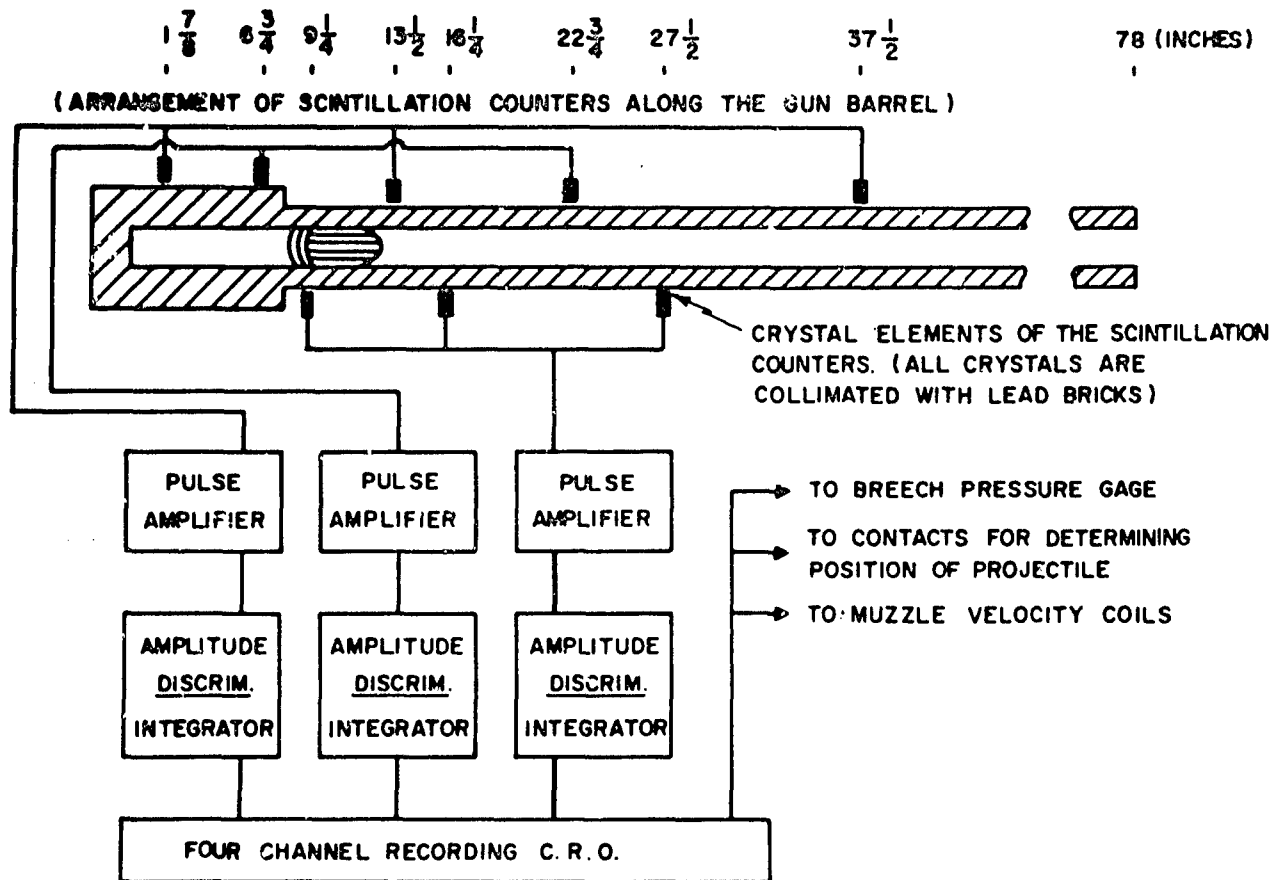 1 7/8 6 3/4 9 1/4 13 1/2 16 1/4 22 3/4 27 1/2 37 1/2 78 (INCHES)
(ARRANGEMENT OF SCINTILLATION COUNTERS ALONG THE GUN BARREL)
CRYSTAL ELEMENTS OF THE SCINTILLATION
COUNTERS. (ALL CRYSTALS ARE
COLLIMATED WITH LEAD BRICKS)
PULSE
AMPLIFIER
PULSE
AMPLIFIER
PULSE
AMPLIFIER
TO BREECH PRESSURE GAGE
TO CONTACTS FOR DETERMINING
POSITION OF PROJECTILE
TO MUZZLE VELOCITY COILS
AMPLITUDE
DISCRIM.
INTEGRATOR
AMPLITUDE
DISCRIM.
INTEGRATOR
AMPLITUDE
DISCRIM.
INTEGRATOR
FOUR CHANNEL RECORDING C.R.O.